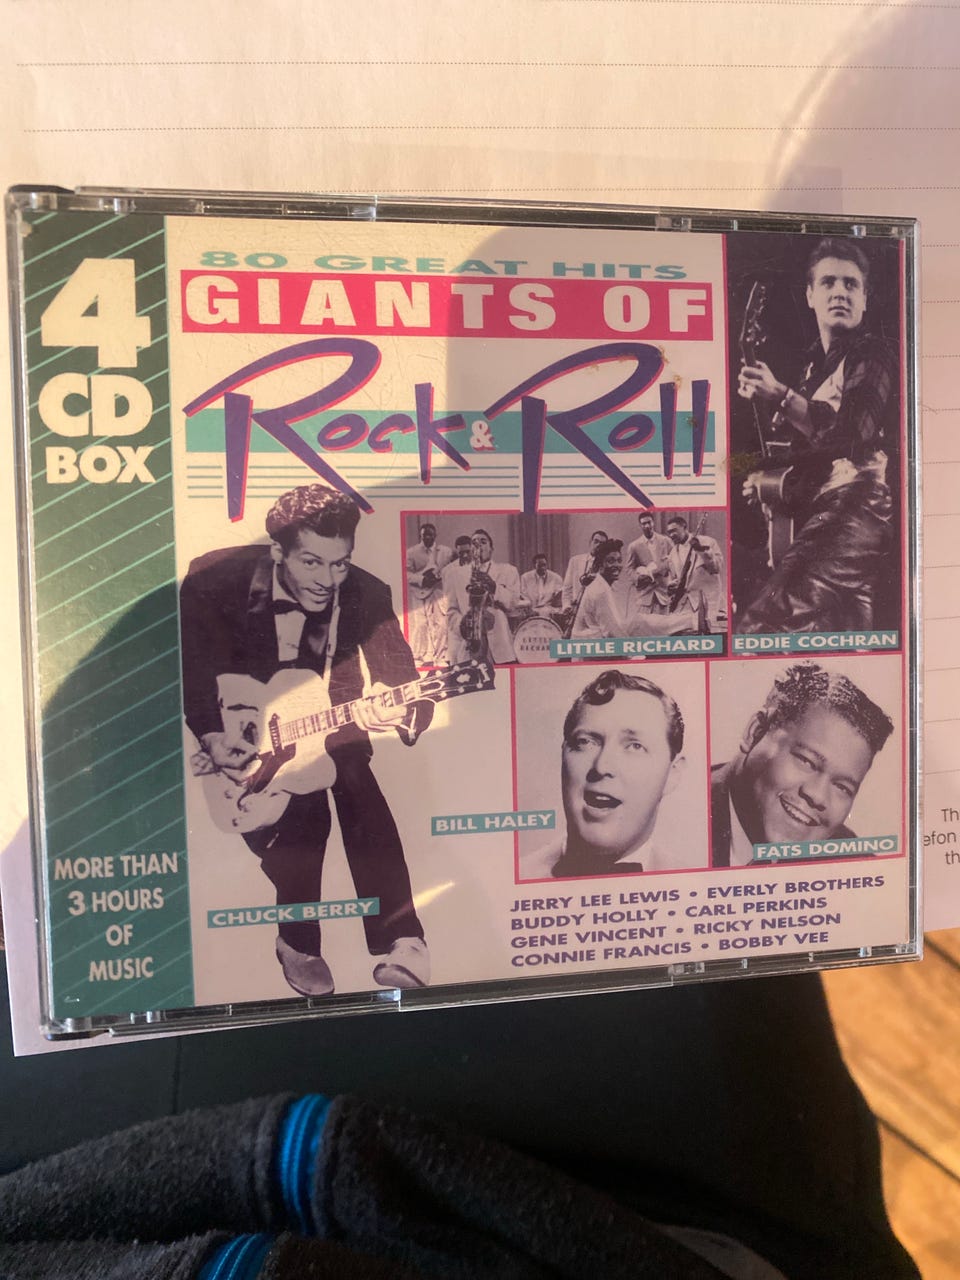 4
CD
BOX
MORE THAN
3 HOURS
OF
MUSIC
80 GREAT HITS
GIANTS OF
Rock & Roll
LITTLE RICHARD
EDDIE COCHRAN
BILL HALEY
FATS DOMINO
CHUCK BERRY
JERRY LEE LEWIS • EVERLY BROTHERS
BUDDY HOLLY • CARL PERKINS
GENE VINCENT • RICKY NELSON
CONNIE FRANCIS • BOBBY VEE
LITTLE
RICHARD